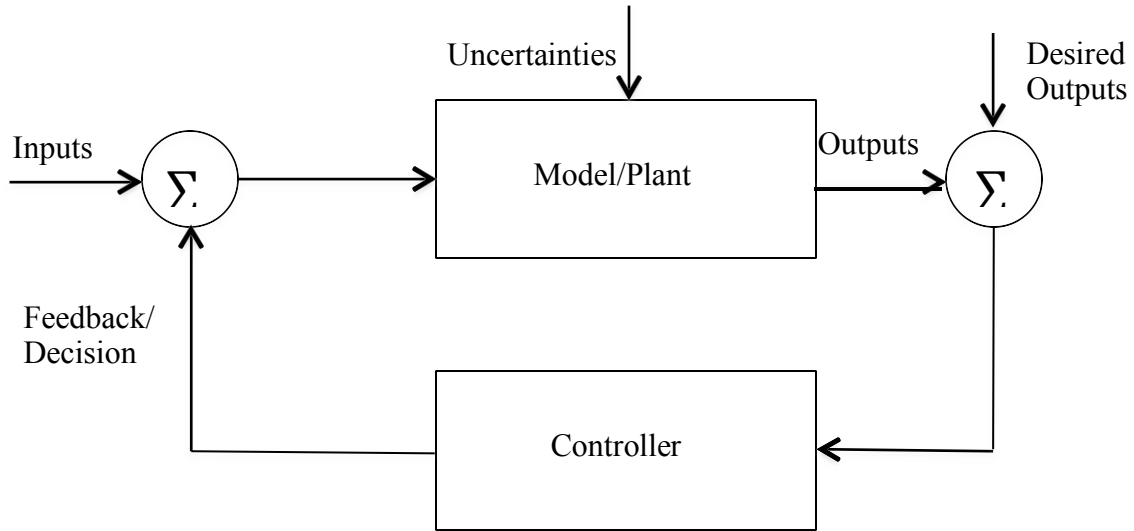 Uncertainties
Desired
Outputs
Inputs
Σ
Model/Plant
Outputs
Σ
Feedback/
Decision
Controller